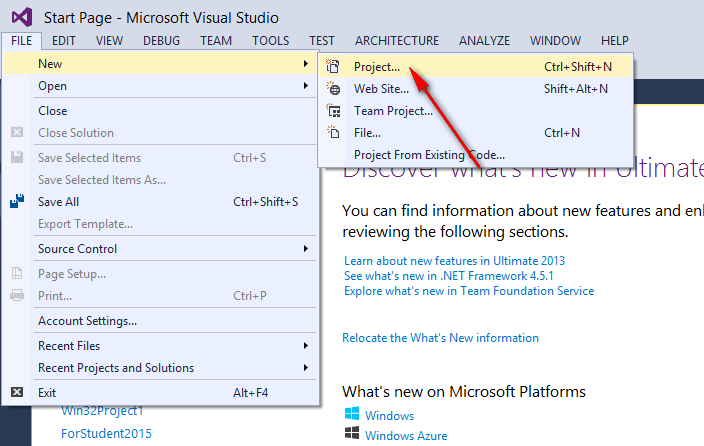 Start Page - Microsoft Visual Studio
FILE EDIT VIEW DEBUG TEAM TOOLS TEST ARCHITECTURE ANALYZE WINDOW HELP
New
Open
Close
Close Solution
Save Selected Items Ctrl+S
Save Selected Items As...
Save All Ctrl+Shift+S
Export Template...
Source Control
Page Setup...
Print... Ctrl+P
Account Settings...
Recent Files
Recent Projects and Solutions
Exit Alt+F4
Project... Ctrl+Shift+N
Web Site... Shift+Alt+N
Team Project...
File... Ctrl+N
Project From Existing Code...
Discover what's new in Ultimate
You can find information about new features and enh
reviewing the following sections.
Learn about new features in Ultimate 2013
See what's new in .NET Framework 4.5.1
Explore what's new in Team Foundation Service
Relocate the What's New information
What's new on Microsoft Platforms
Windows
Windows Azure
Win32Project1
ForStudent2015